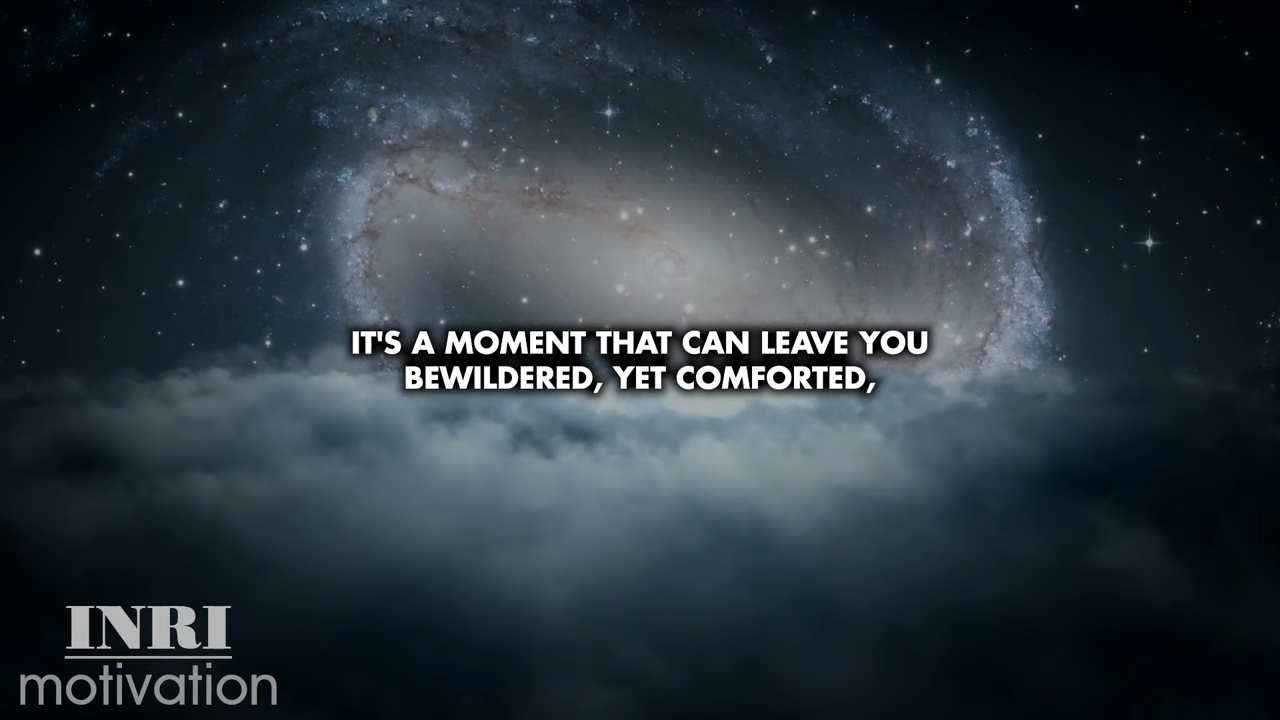 IT'S A MOMENT THAT CAN LEAVE YOU
BEWILDERED, YET COMFORTED,
INRI
motivation